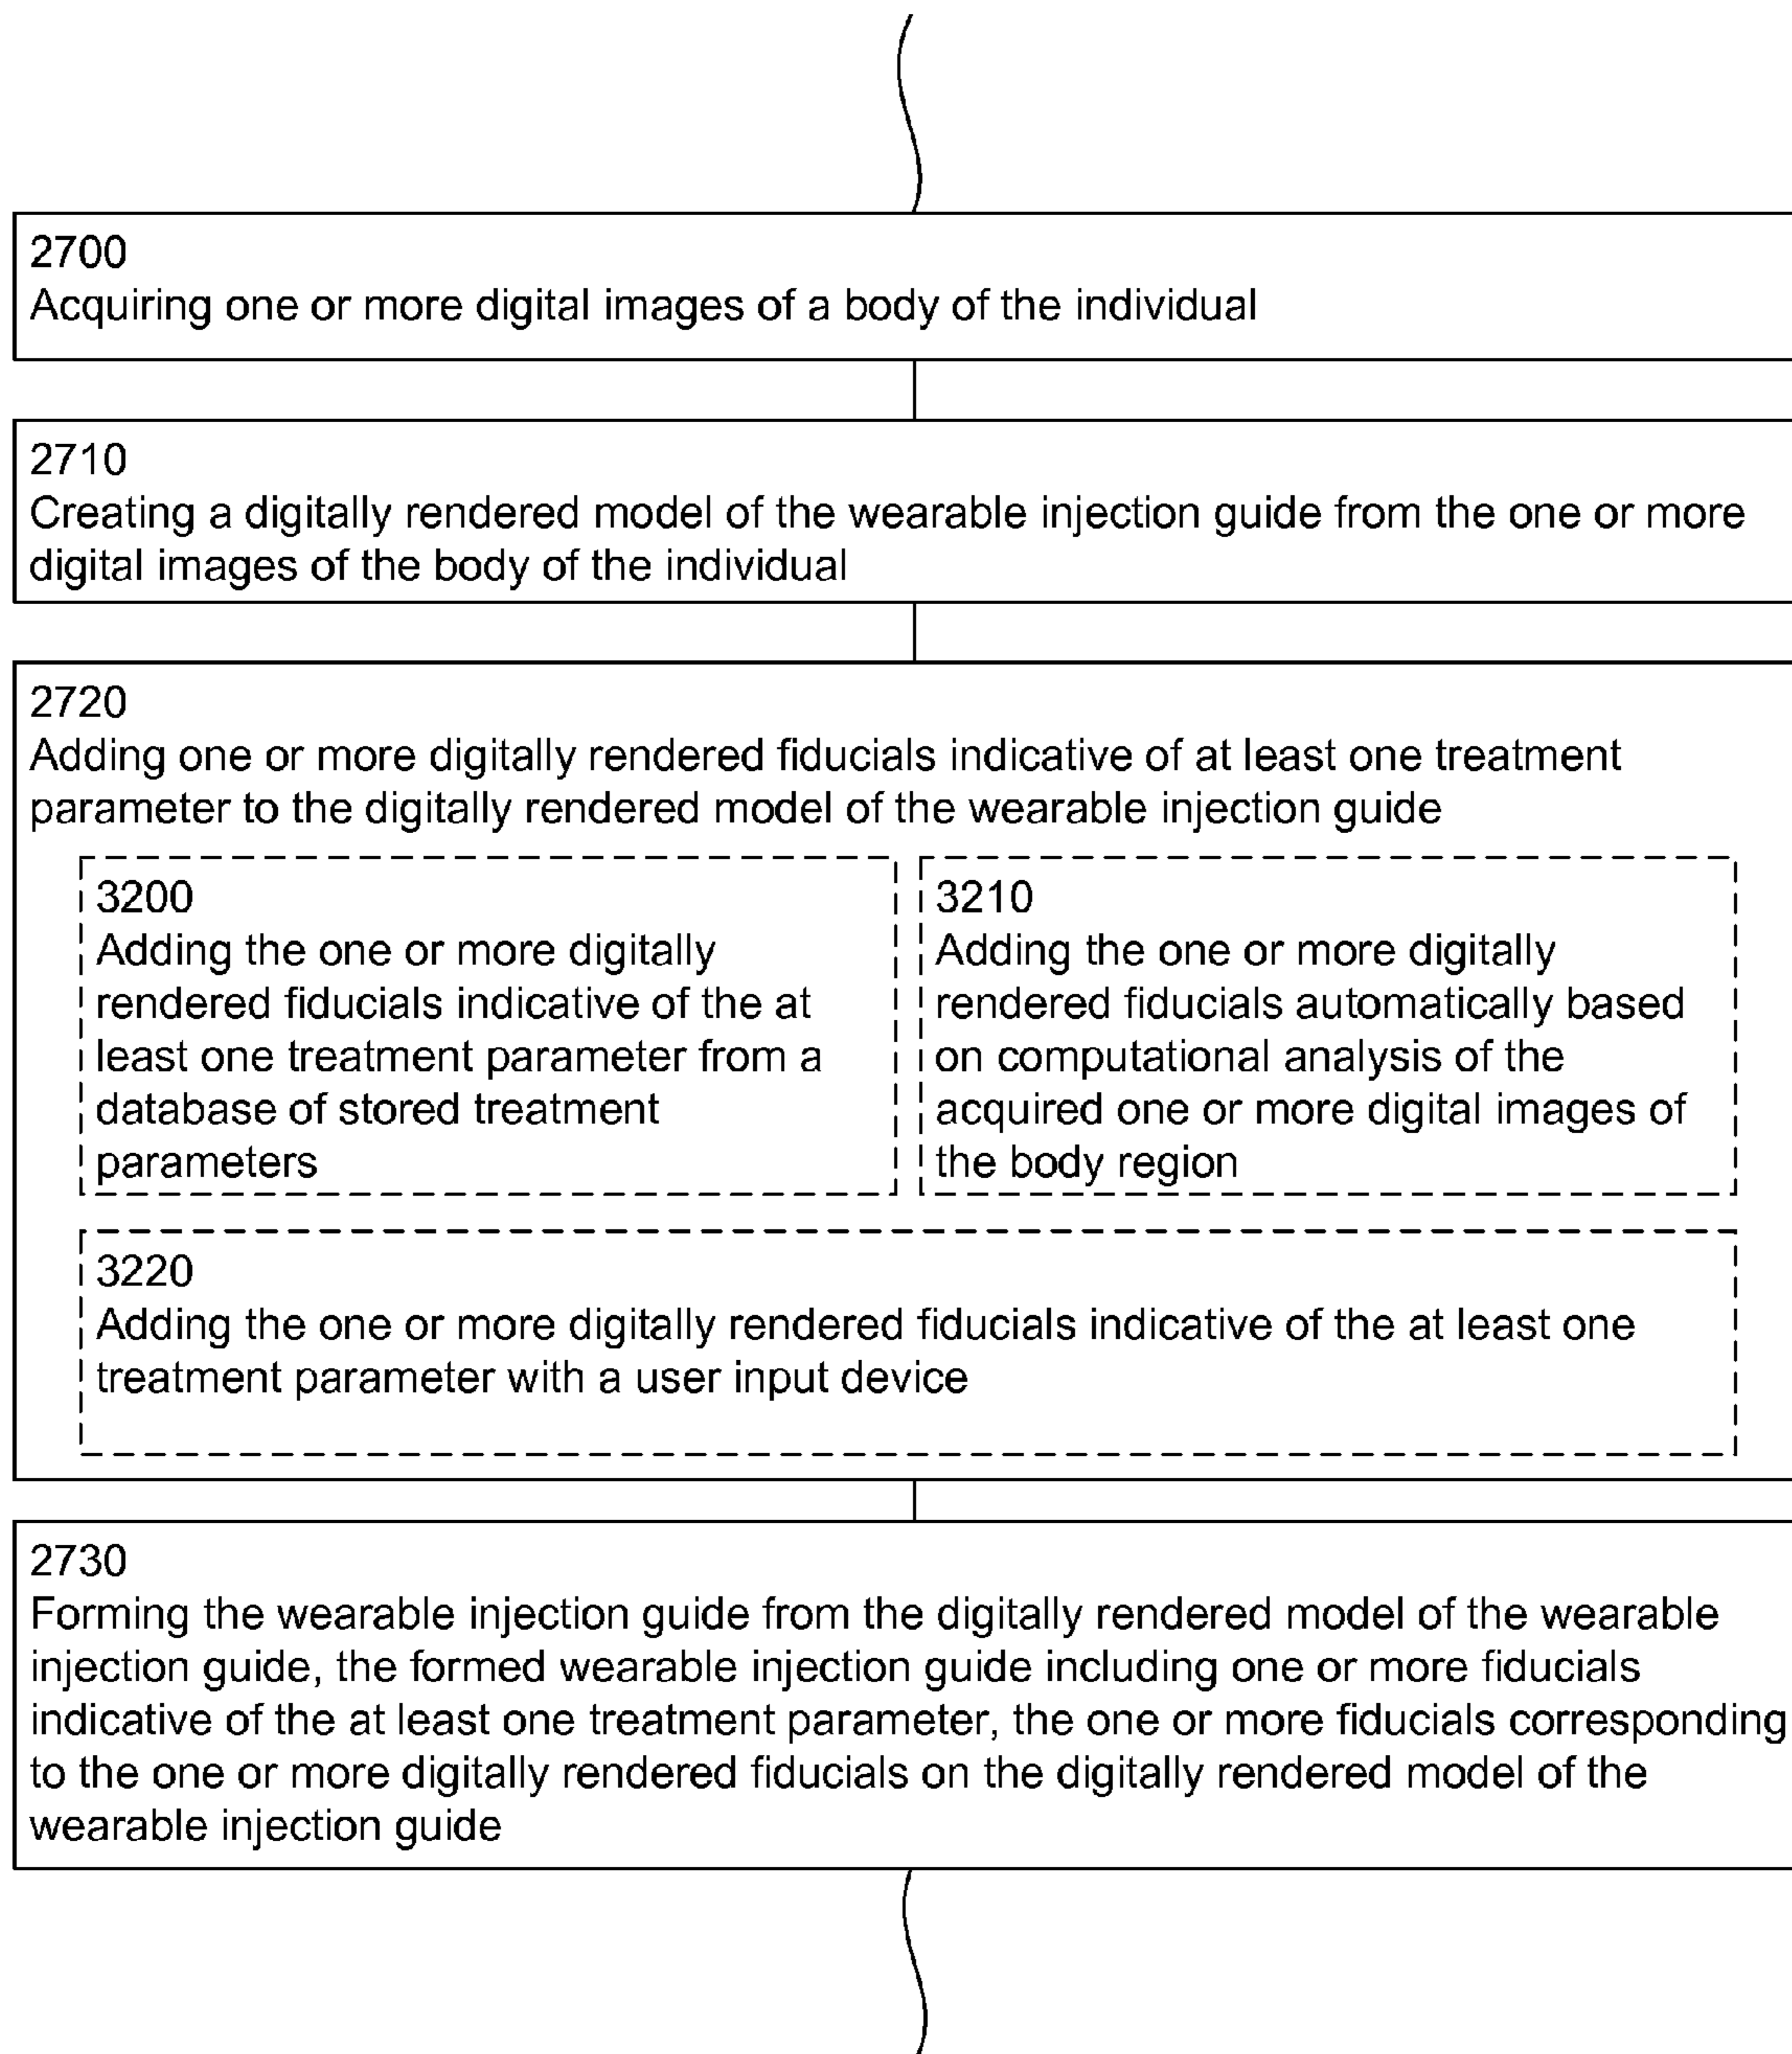 2700
Acquiring one or more digital images of a body of the individual
2710
Creating a digitally rendered model of the wearable injection guide from the one or more
digital images of the body of the individual
2720
Adding one or more digitally rendered fiducials indicative of at least one treatment
parameter to the digitally rendered model of the wearable injection guide
3200
Adding the one or more digitally
rendered fiducials indicative of the at
least one treatment parameter from a
database of stored treatment
parameters
3210
Adding the one or more digitally
rendered fiducials automatically based
on computational analysis of the
acquired one or more digital images of
the body region
3220
Adding the one or more digitally rendered fiducials indicative of the at least one
treatment parameter with a user input device
2730
Forming the wearable injection guide from the digitally rendered model of the wearable
injection guide, the formed wearable injection guide including one or more fiducials
indicative of the at least one treatment parameter, the one or more fiducials corresponding
to the one or more digitally rendered fiducials on the digitally rendered model of the
wearable injection guide